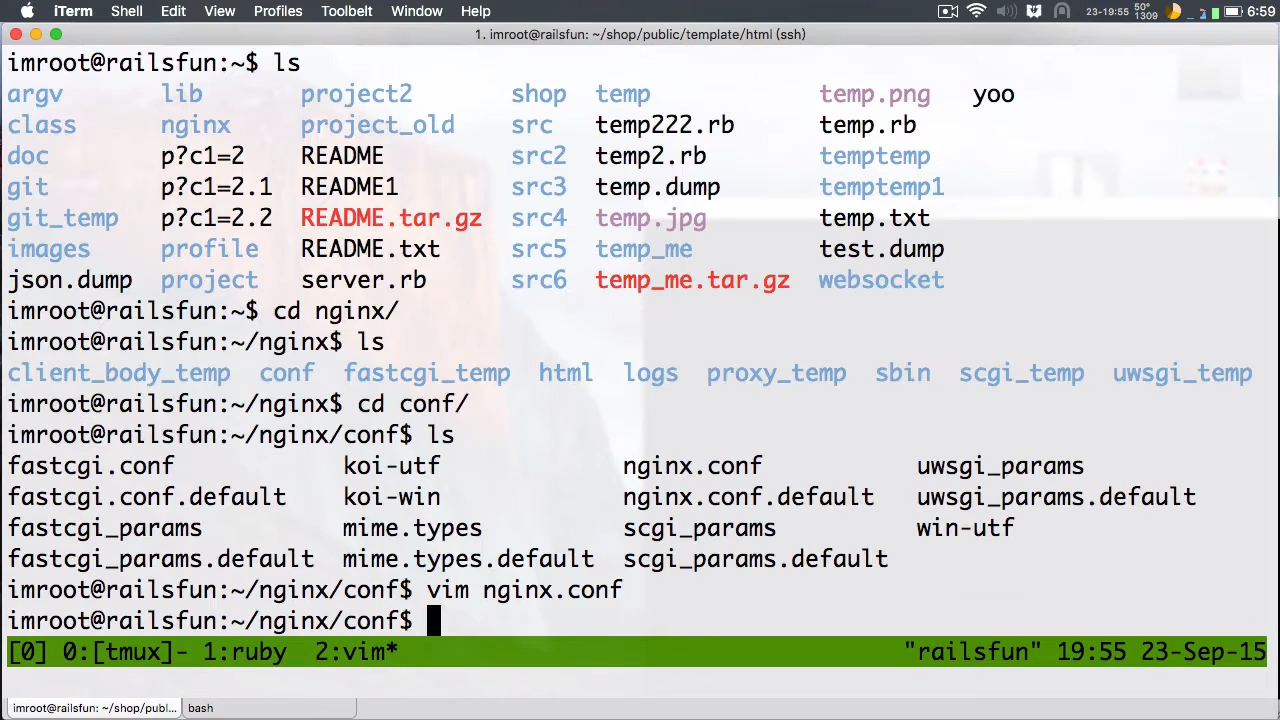 iTerm Shell Edit View Profiles Toolbelt Window Help 23-19:55 50° 1309 6:59
1. imroot@railsfun: ~/shop/public/template/html (ssh)
imroot@railsfun:~$ ls
argv lib project2 shop temp temp.png yoo
class nginx project_old src temp222.rb temp.rb
doc p?c1=2 README src2 temp2.rb temptemp
git p?c1=2.1 README1 src3 temp.dump temptemp1
git_temp p?c1=2.2 README.tar.gz src4 temp.jpg temp.txt
images profile README.txt src5 temp_me test.dump
json.dump project server.rb src6 temp_me.tar.gz websocket
imroot@railsfun:~$ cd nginx/
imroot@railsfun:~/nginx$ ls
client_body_temp conf fastcgi_temp html logs proxy_temp sbin scgi_temp uwsgi_temp
imroot@railsfun:~/nginx$ cd conf/
imroot@railsfun:~/nginx/conf$ ls
fastcgi.conf koi-utf nginx.conf uwsgi_params
fastcgi.conf.default koi-win nginx.conf.default uwsgi_params.default
fastcgi_params mime.types scgi_params win-utf
fastcgi_params.default mime.types.default scgi_params.default
imroot@railsfun:~/nginx/conf$ vim nginx.conf
imroot@railsfun:~/nginx/conf$
[0] 0:[tmux]- 1:ruby 2:vim* "railsfun" 19:55 23-Sep-15
imroot@railsfun: ~/shop/publ... bash